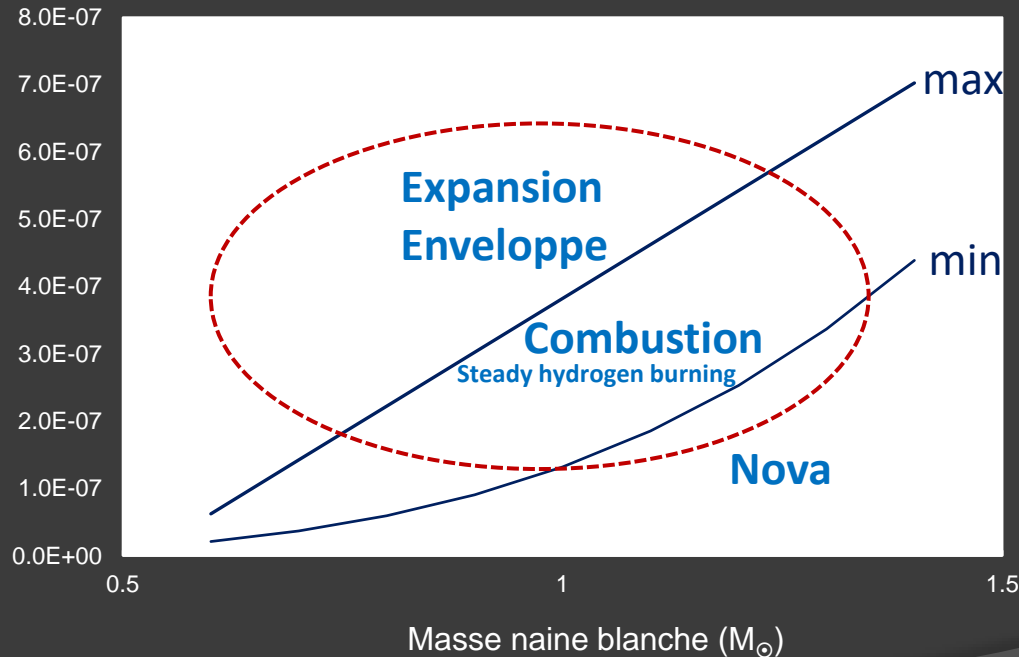 8.0E-07
7.0E-07
6.0E-07
5.0E-07
4.0E-07
3.0E-07
2.0E-07
1.0E-07
0.0E+00
max
min
Expansion
Enveloppe
Combustion
Steady hydrogen burning
Nova
0.5
1
1.5
Masse naine blanche (M☉)